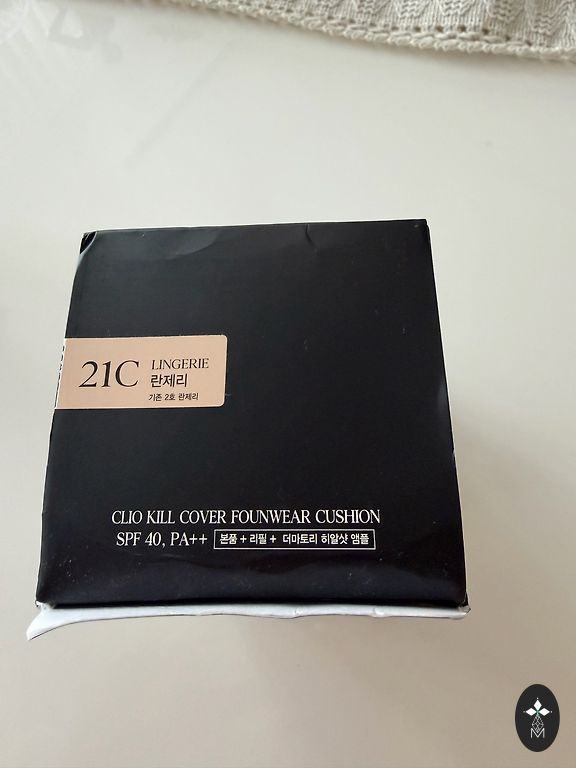 21C LINGERIE
란제리
기존 2호 란제리
CLIO KILL COVER FOUNWEAR CUSHION
SPF 40, PA++ 본품 + 리필 + 더마토리 히알샷 앰플
M